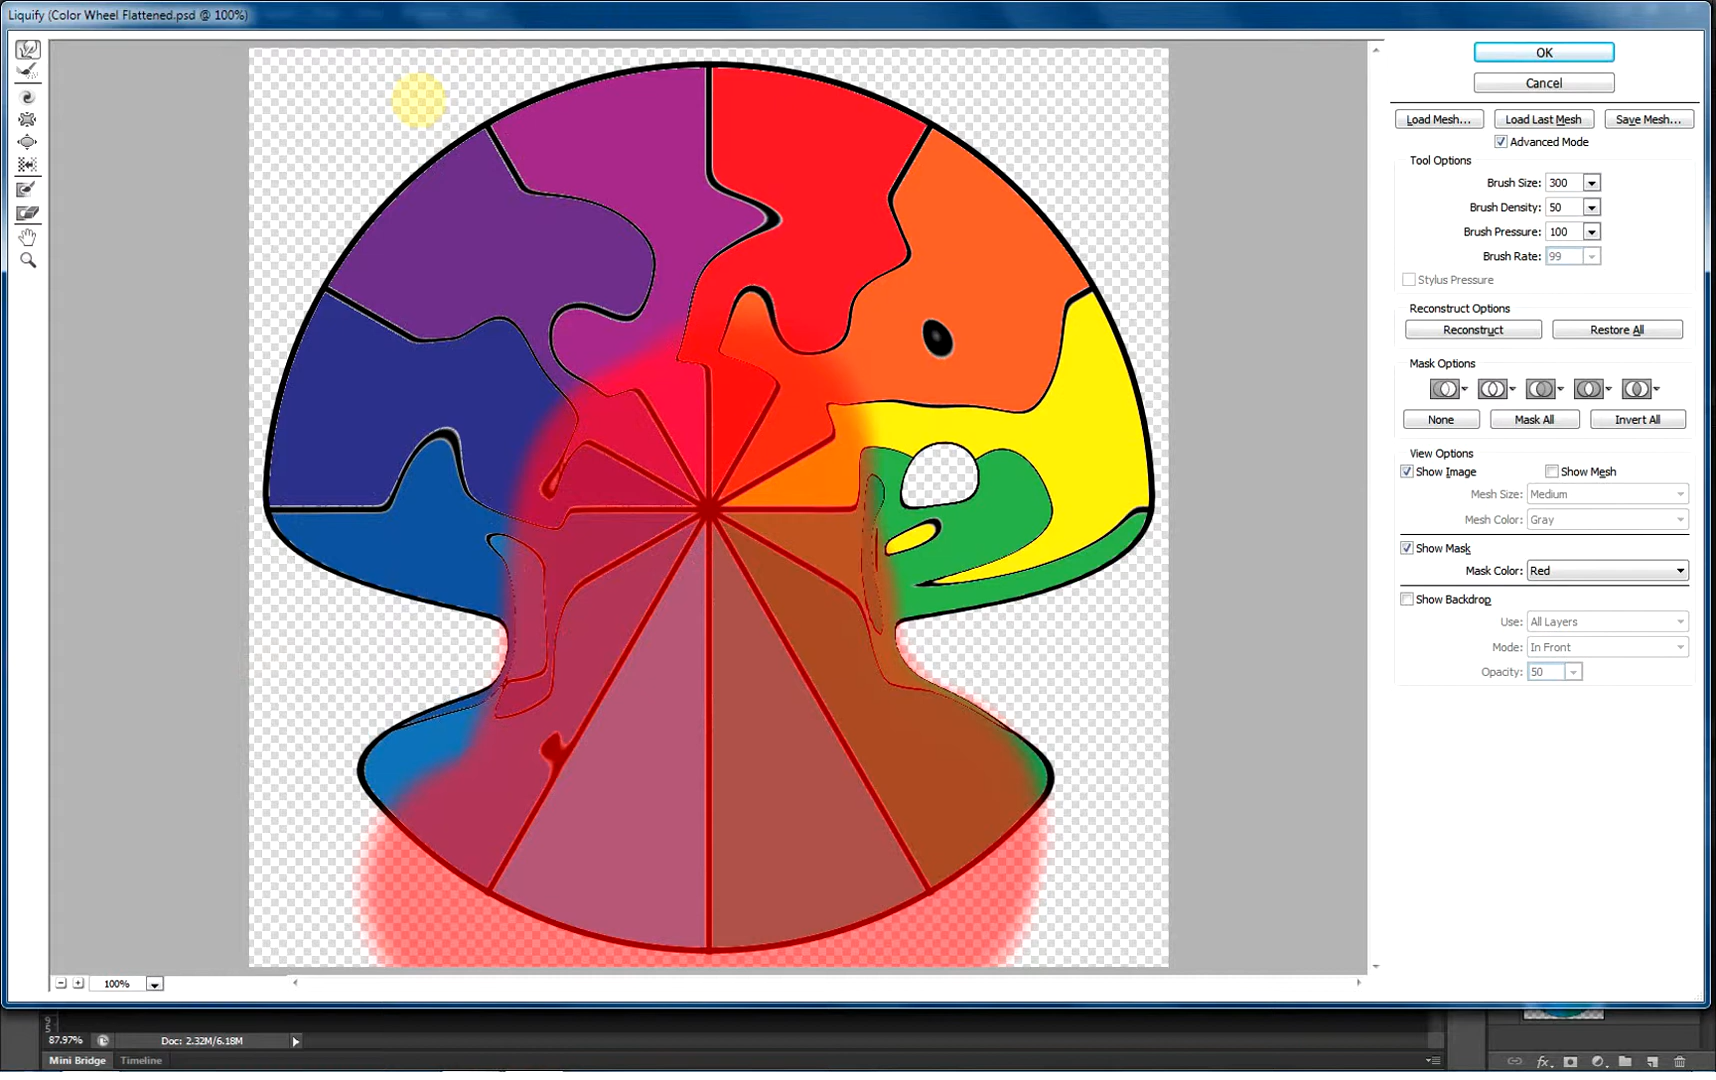 Liquify (Color Wheel Flattened.psd @ 100%)
OK
Cancel
Load Mesh... Load Last Mesh Save Mesh...
Advanced Mode
Tool Options
Brush Size: 300
Brush Density: 50
Brush Pressure: 100
Brush Rate: 99
Stylus Pressure
Reconstruct Options
Reconstruct Restore All
Mask Options
None Mask All Invert All
View Options
Show Image Show Mesh
Mesh Size: Medium
Mesh Color: Gray
Show Mask
Mask Color: Red
Show Backdrop
Use: All Layers
Mode: In Front
Opacity: 50
100%
9
5
87.97% Doc: 2.32M/6.18M
Mini Bridge Timeline
fx